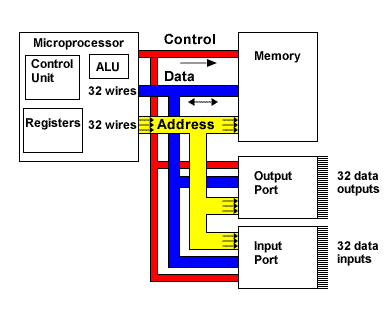 Microprocessor
Control
Unit
ALU
32 wires
Registers
32 wires
Control
Data
Address
Memory
Output
Port
32 data
outputs
Input
Port
32 data
inputs